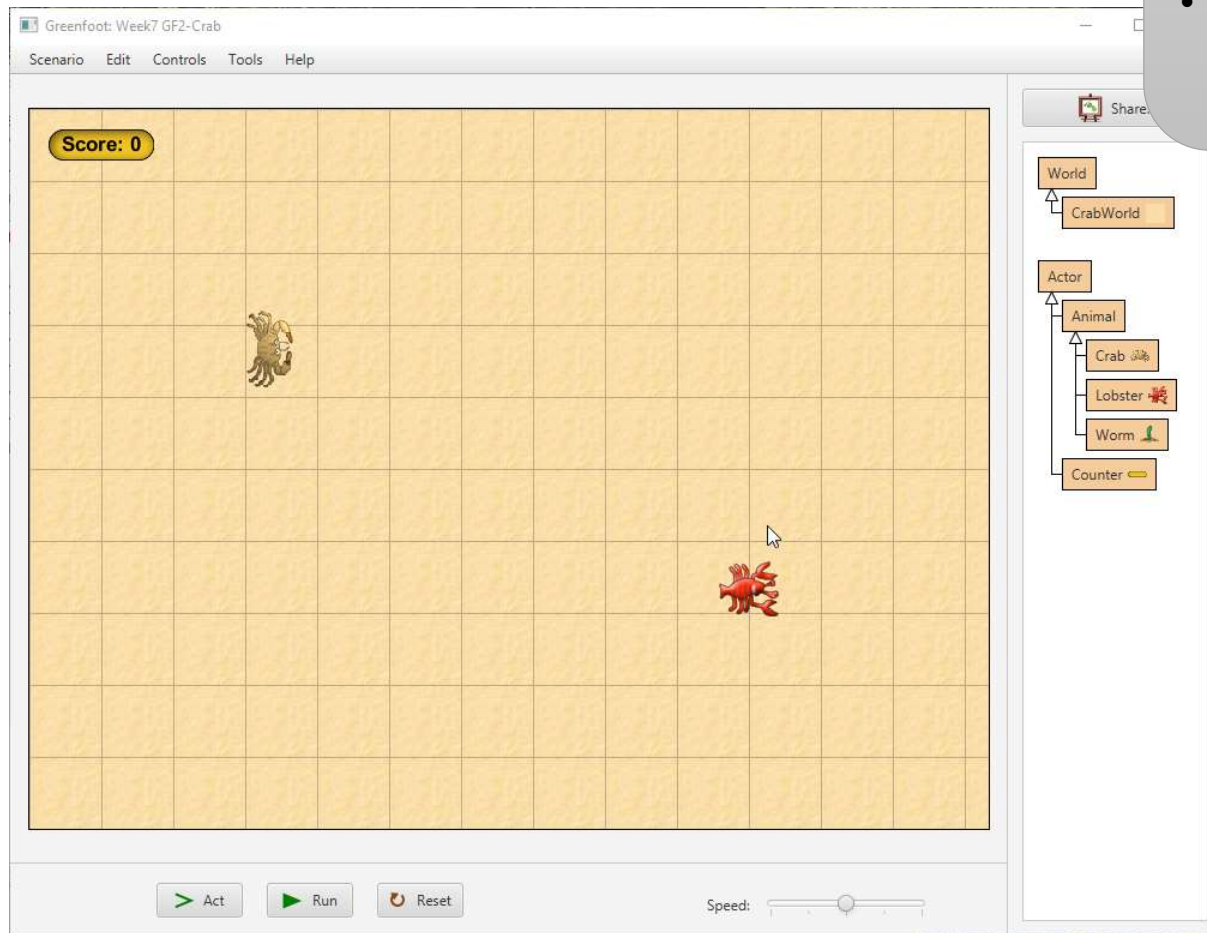 Greenfoot: Week7 GF2-Crab
Scenario Edit Controls Tools Help
Share
Score: 0
World
CrabWorld
Actor
Animal
Crab
Lobster
Worm
Counter
Act Run Reset Speed: